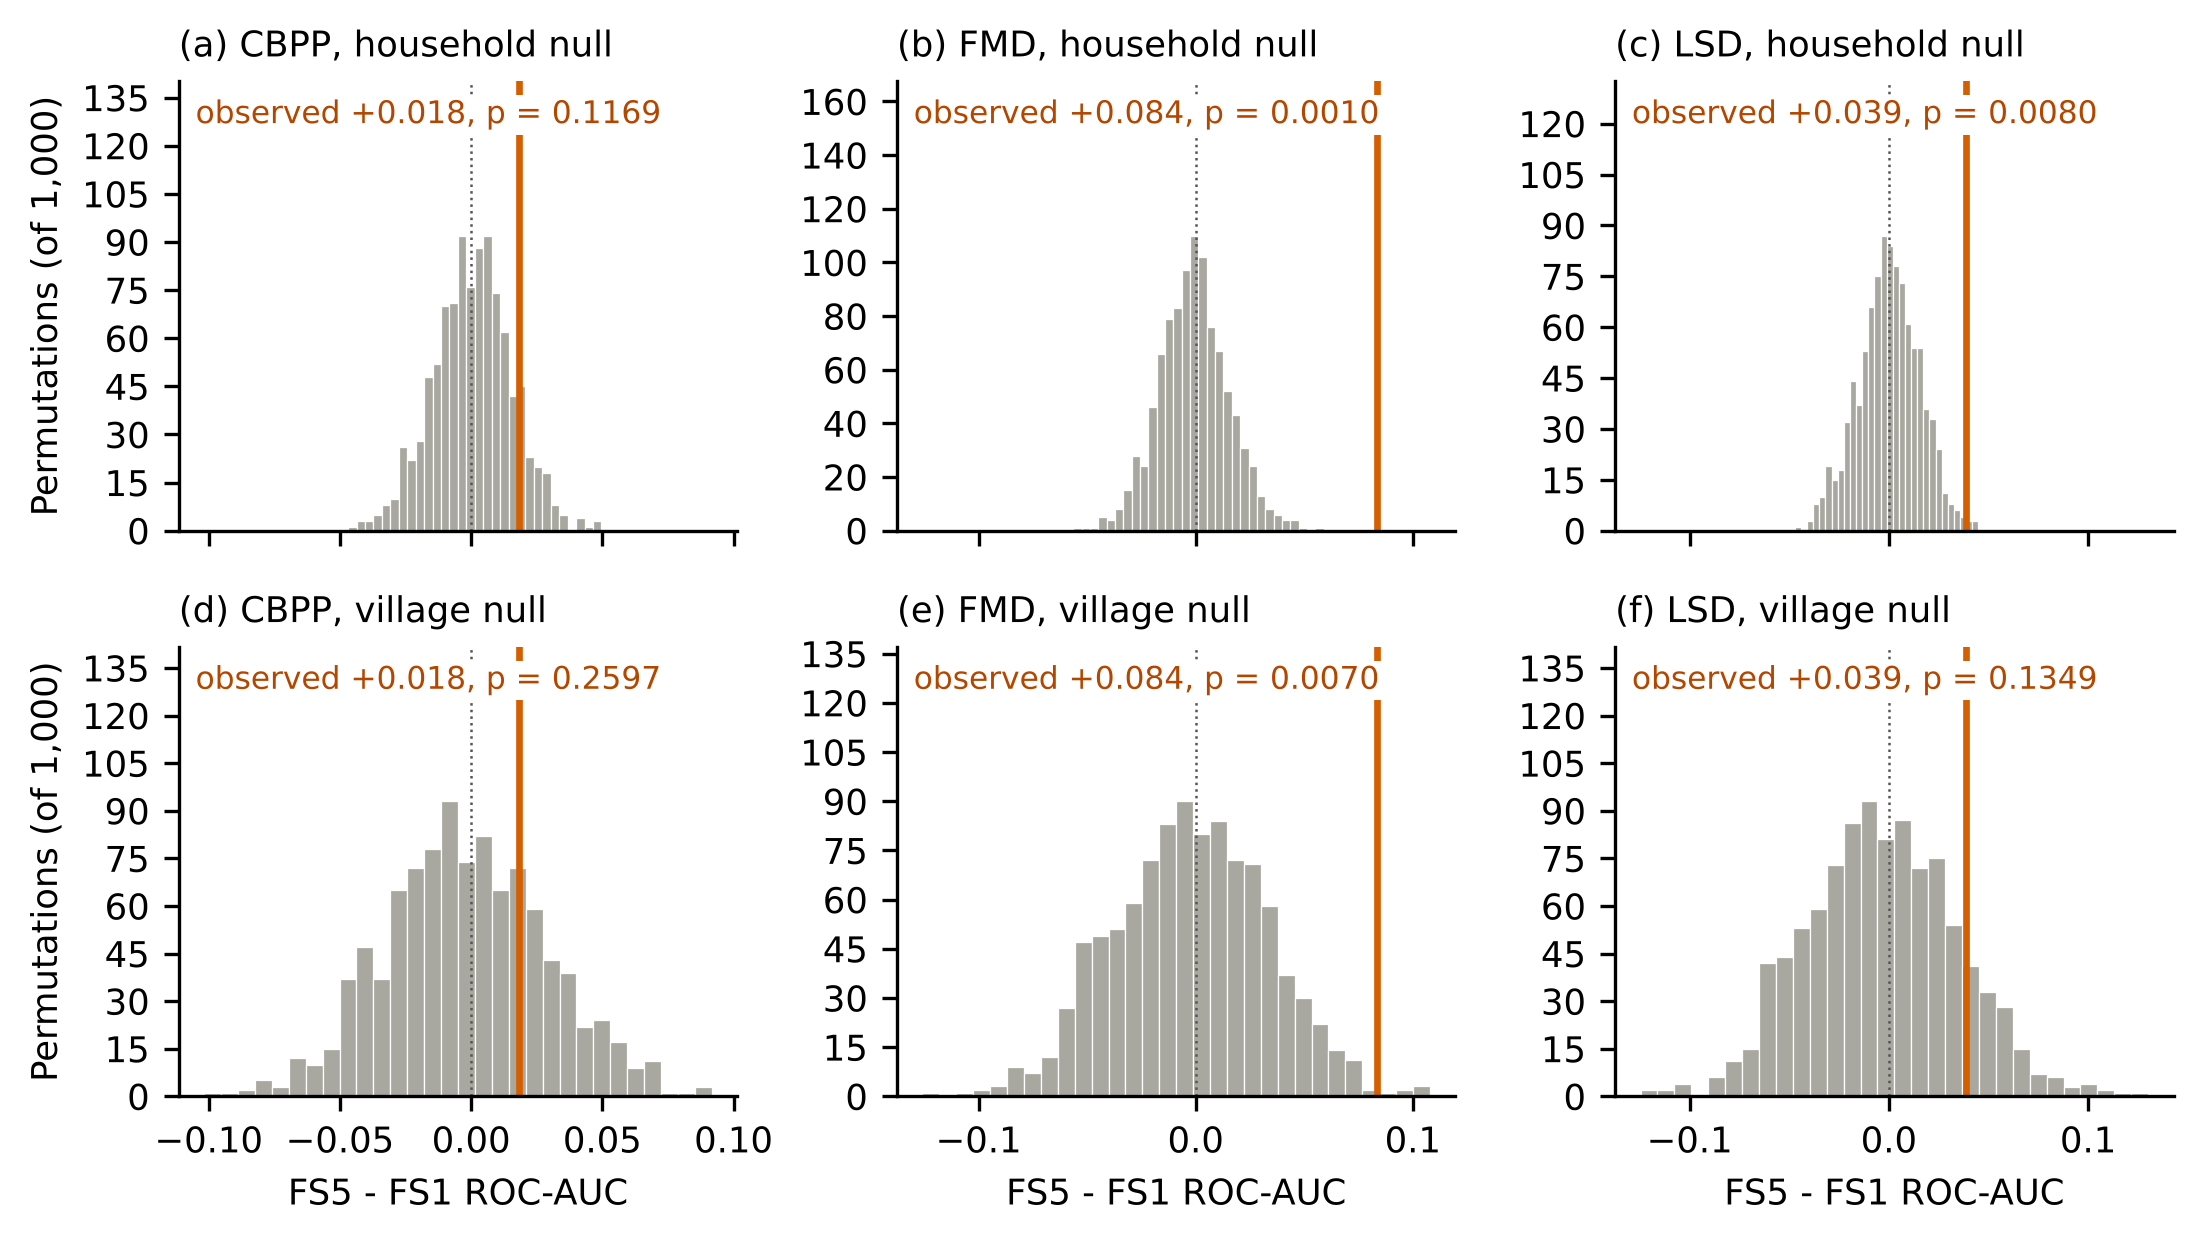 (a) CBPP, household null
(b) FMD, household null
(c) LSD, household null
Permutations (of 1,000)
135
120
105
90
75
60
45
30
15
0
observed +0.018, p = 0.1169
160
140
120
100
80
60
40
20
0
observed +0.084, p = 0.0010
120
105
90
75
60
45
30
15
0
observed +0.039, p = 0.0080
(d) CBPP, village null
(e) FMD, village null
(f) LSD, village null
Permutations (of 1,000)
135
120
105
90
75
60
45
30
15
0
observed +0.018, p = 0.2597
−0.10 −0.05 0.00 0.05 0.10
FS5 - FS1 ROC-AUC
135
120
105
90
75
60
45
30
15
0
observed +0.084, p = 0.0070
−0.1 0.0 0.1
FS5 - FS1 ROC-AUC
135
120
105
90
75
60
45
30
15
0
observed +0.039, p = 0.1349
−0.1 0.0 0.1
FS5 - FS1 ROC-AUC